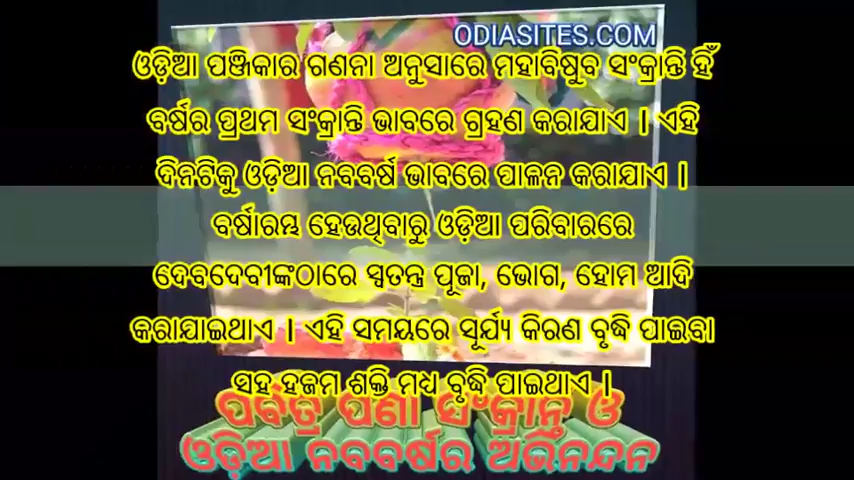 ODIASITES.COM
ଓଡ଼ିଆ ପଞ୍ଜିକାର ଗଣନା ଅନୁସାରେ ମହାବିଷୁବ ସଂକ୍ରାନ୍ତି ହିଁ
ବର୍ଷର ପ୍ରଥମ ସଂକ୍ରାନ୍ତି ଭାବରେ ଗ୍ରହଣ କରାଯାଏ । ଏହି
ଦିନଟିକୁ ଓଡ଼ିଆ ନବବର୍ଷ ଭାବରେ ପାଳନ କରାଯାଏ ।
ବର୍ଷାରମ୍ଭ ହେଉଥିବାରୁ ଓଡ଼ିଆ ପରିବାରରେ
ଦେବଦେବୀଙ୍କଠାରେ ସ୍ୱତନ୍ତ୍ର ପୂଜା, ଭୋଗ, ହୋମ ଆଦି
କରାଯାଇଥାଏ । ଏହି ସମୟରେ ସୂର୍ଯ୍ୟ କିରଣ ବୃଦ୍ଧି ପାଇବା
ସହ ହଜମ ଶକ୍ତି ମଧ୍ୟ ବୃଦ୍ଧି ପାଇଥାଏ ।
ପବିତ୍ର ପଣା ସଂକ୍ରାନ୍ତି ଓ
ଓଡ଼ିଆ ନବବର୍ଷର ଅଭିନନ୍ଦନ